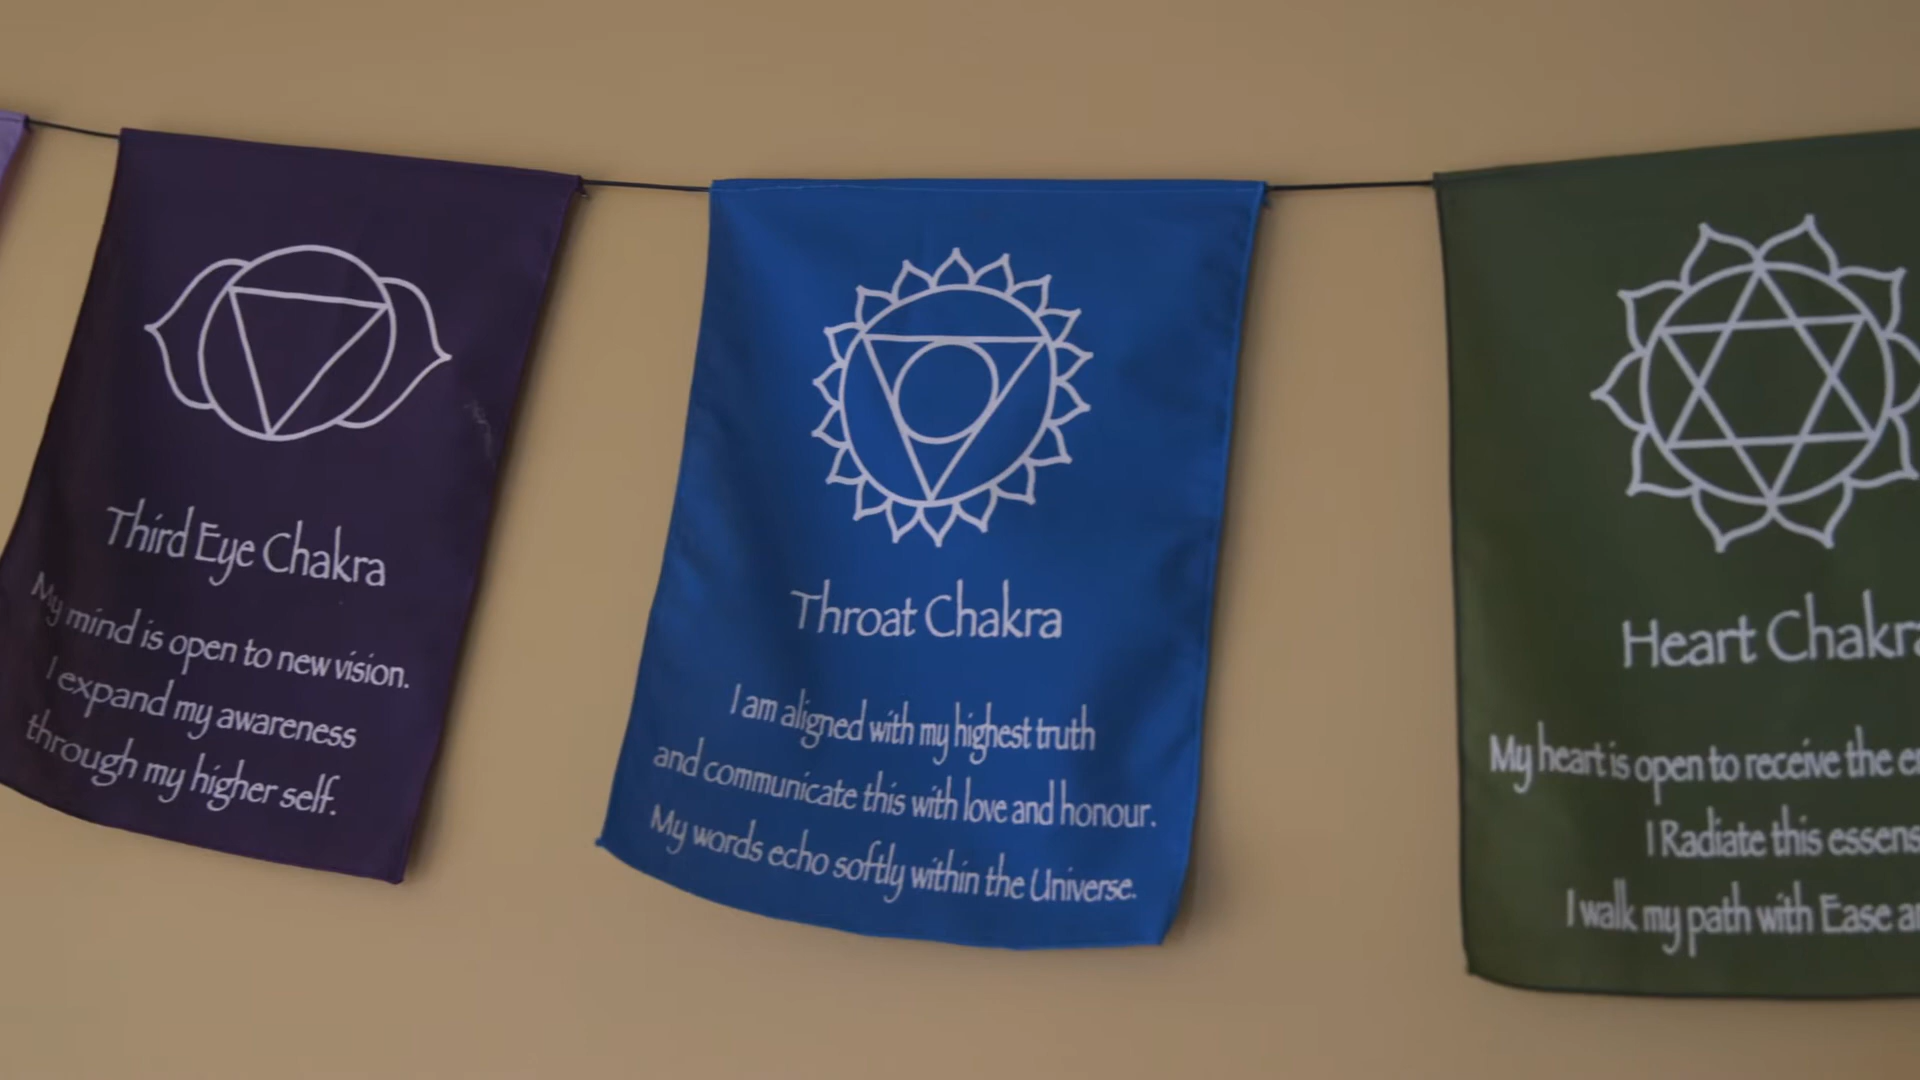 Third Eye Chakra
My mind is open to new vision.
I expand my awareness
through my higher self.
Throat Chakra
I am aligned with my highest truth
and communicate this with love and honour.
My words echo softly within the Universe.
Heart Chakra
My heart is open to receive the
I Radiate this
I walk my path with Ease